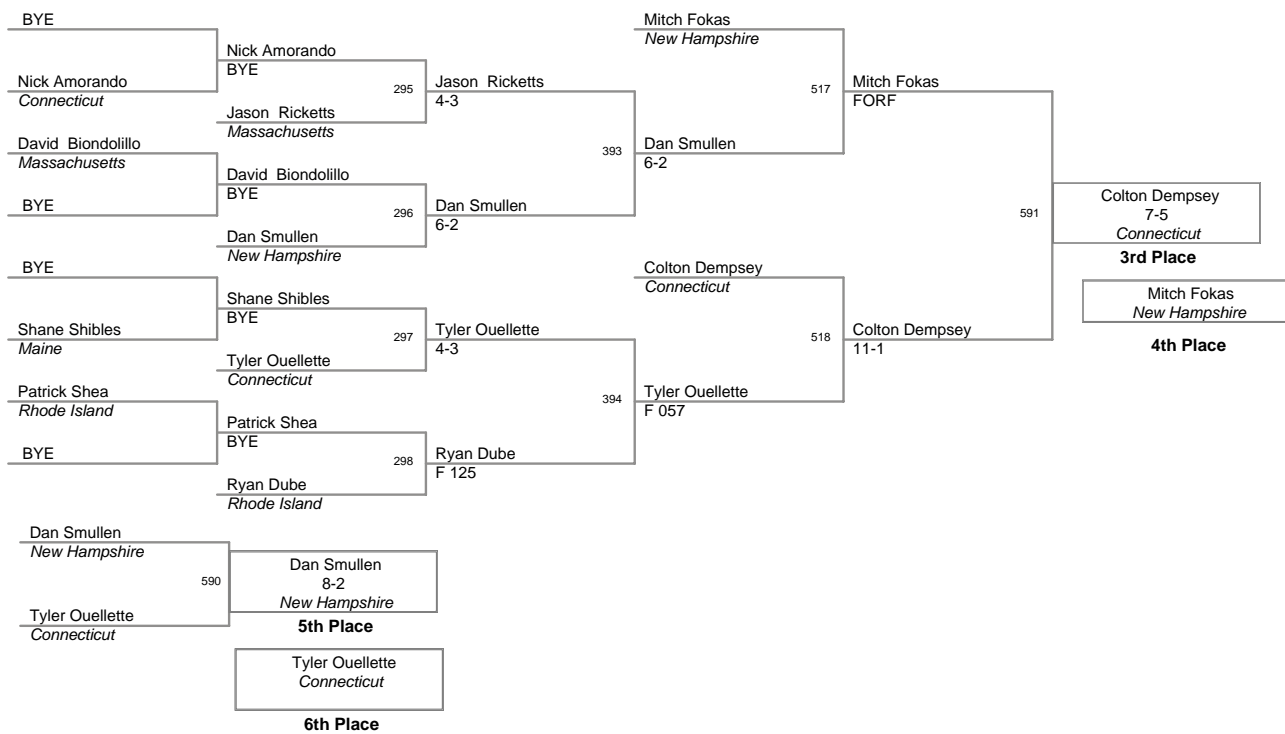 BYE
Nick Amorando
Connecticut
David Biondolillo
Massachusetts
BYE
BYE
Shane Shibles
Maine
Patrick Shea
Rhode Island
BYE
Nick Amorando
BYE
295
Jason Ricketts
Massachusetts
David Biondolillo
BYE
296
Dan Smullen
New Hampshire
Shane Shibles
BYE
297
Tyler Ouellette
Connecticut
Patrick Shea
BYE
298
Ryan Dube
Rhode Island
Jason Ricketts
4-3
393
Dan Smullen
6-2
Tyler Ouellette
4-3
394
Ryan Dube
F 125
Mitch Fokas
New Hampshire
517
Dan Smullen
6-2
Colton Dempsey
Connecticut
518
Tyler Ouellette
F 057
Mitch Fokas
FORF
591
Colton Dempsey
11-1
Colton Dempsey
7-5
Connecticut
3rd Place
Mitch Fokas
New Hampshire
4th Place
Dan Smullen
New Hampshire
590
Tyler Ouellette
Connecticut
Dan Smullen
8-2
New Hampshire
5th Place
Tyler Ouellette
Connecticut
6th Place